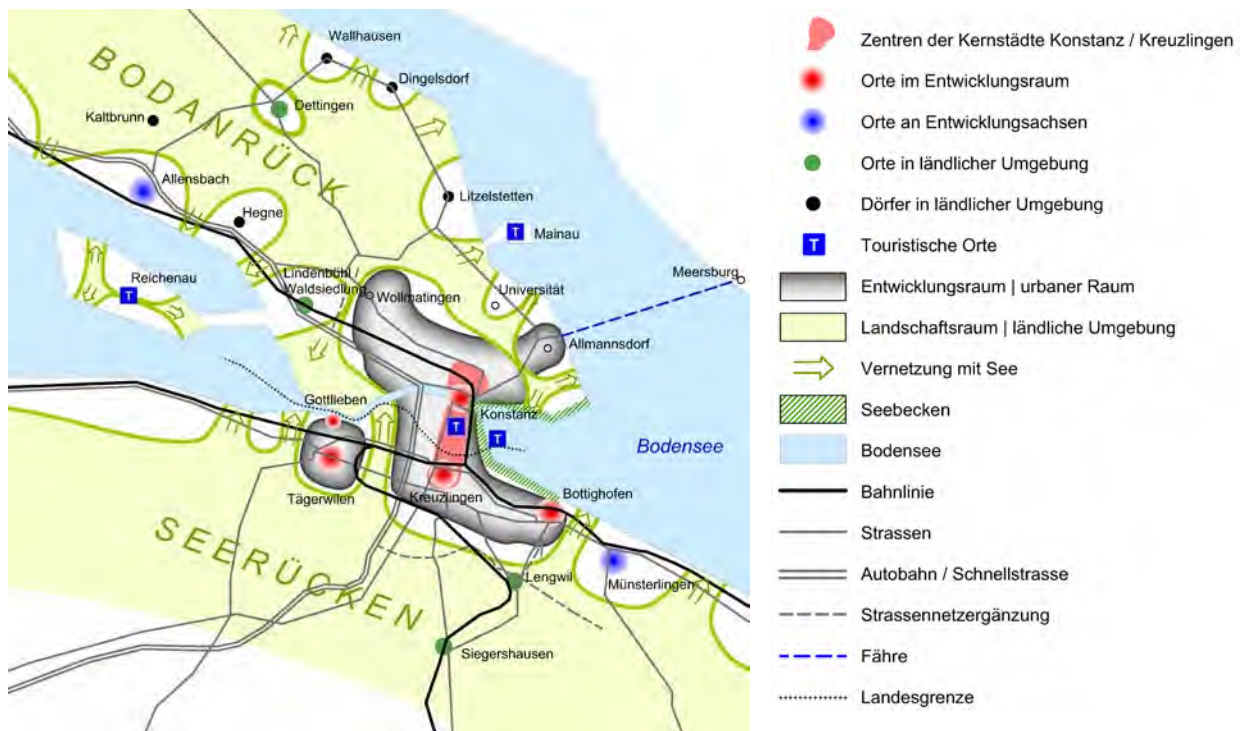 Wallhausen
BODANRÜCK
Dingelsdorf
Dettingen
Kaltbrunn
Allensbach
Litzelstetten
Hegne
T Mainau
Reichenau
T
Lindenbühl /
Waldsiedlung
Wollmatingen
Universität
Meersburg
Allmannsdorf
Gottlieben
Konstanz
T
T
Bodensee
Tägerwilen
Kreuzlingen
Bottighofen
SEERÜCKEN
Lengwil
Münsterlingen
Siegershausen
Zentren der Kernstädte Konstanz / Kreuzlingen
Orte im Entwicklungsraum
Orte an Entwicklungsachsen
Orte in ländlicher Umgebung
Dörfer in ländlicher Umgebung
T Touristische Orte
Entwicklungsraum | urbaner Raum
Landschaftsraum | ländliche Umgebung
Vernetzung mit See
Seebecken
Bodensee
Bahnlinie
Strassen
Autobahn / Schnellstrasse
Strassennetzergänzung
Fähre
Landesgrenze